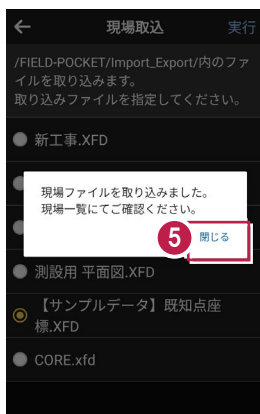 現場取込
実行
/FIELD-POCKET/Import_Export/内のファ
イルを取り込みます。
取り込みファイルを指定してください。
新工事.XFD
現場ファイルを取り込みました。
現場一覧にてご確認ください。
5
閉じる
測設用 平面図.XFD
【サンプルデータ】既知点座
標.XFD
CORE.xfd